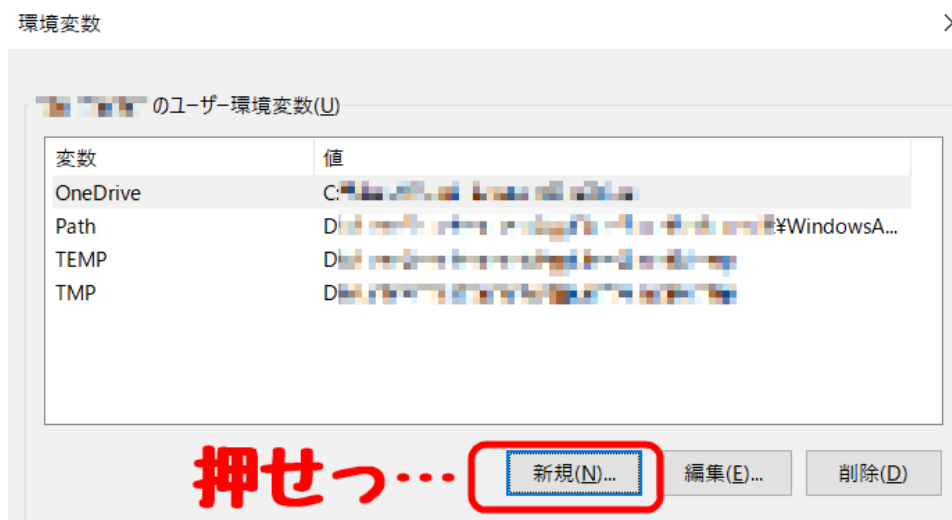 環境変数
のユーザー環境変数(U)
変数 値
OneDrive C:
Path D ¥WindowsA...
TEMP D
TMP D
押せっ… 新規(N)... 編集(E)... 削除(D)